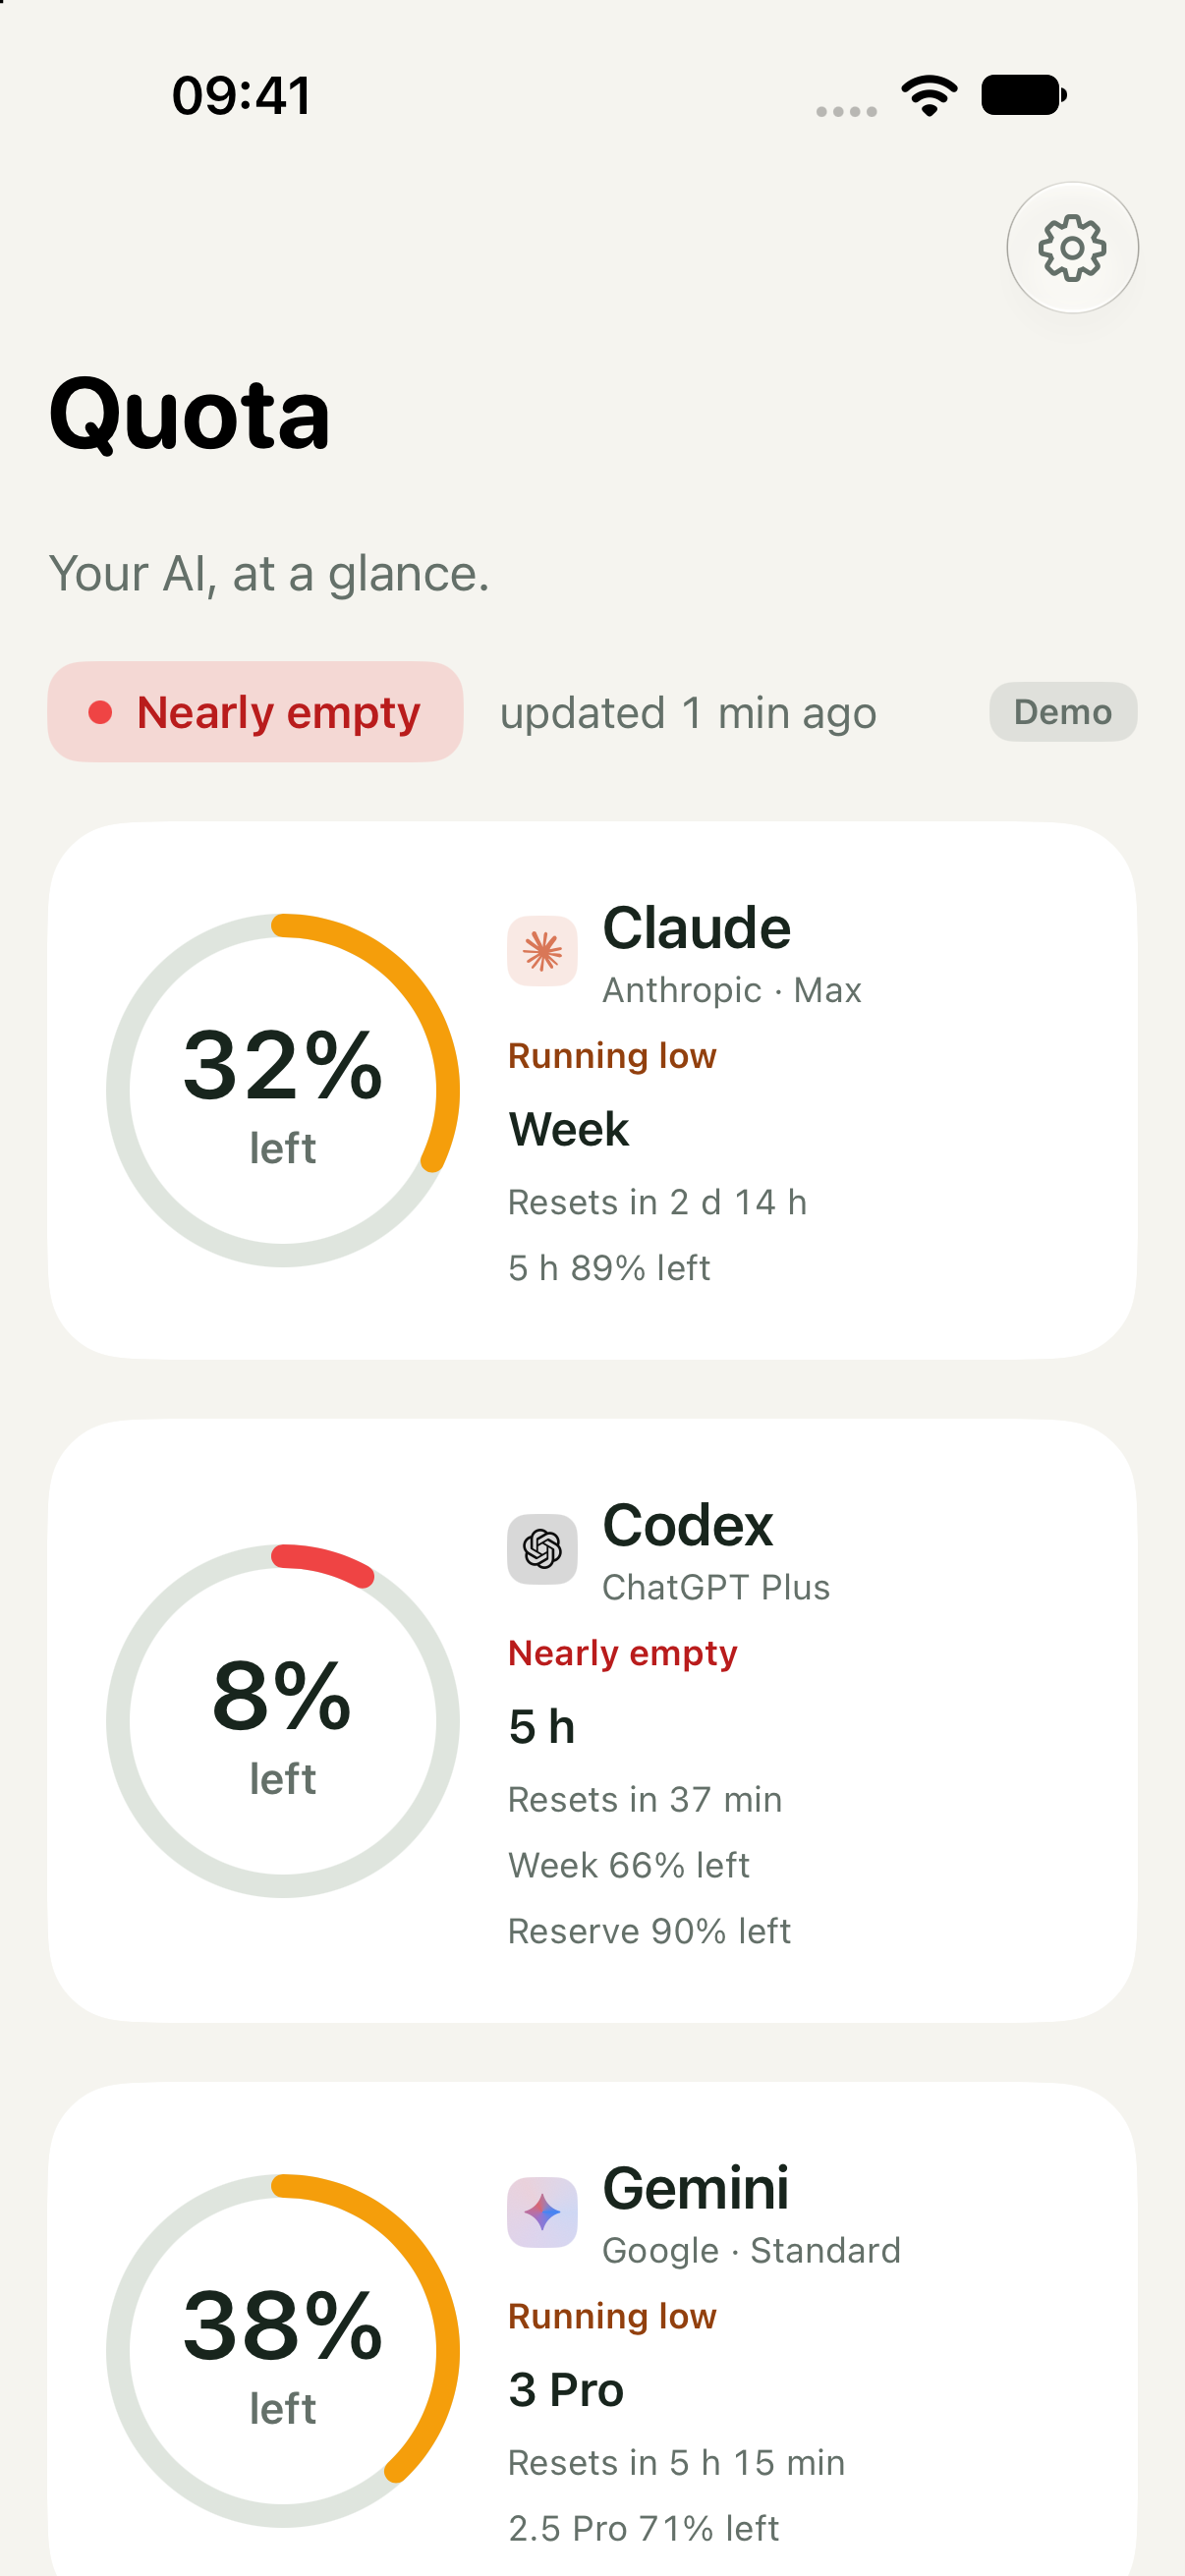 09:41
Quota
Your AI, at a glance.
Nearly empty updated 1 min ago Demo
32%
left
Claude
Anthropic · Max
Running low
Week
Resets in 2 d 14 h
5 h 89% left
8%
left
Codex
ChatGPT Plus
Nearly empty
5 h
Resets in 37 min
Week 66% left
Reserve 90% left
38%
left
Gemini
Google · Standard
Running low
3 Pro
Resets in 5 h 15 min
2.5 Pro 71% left